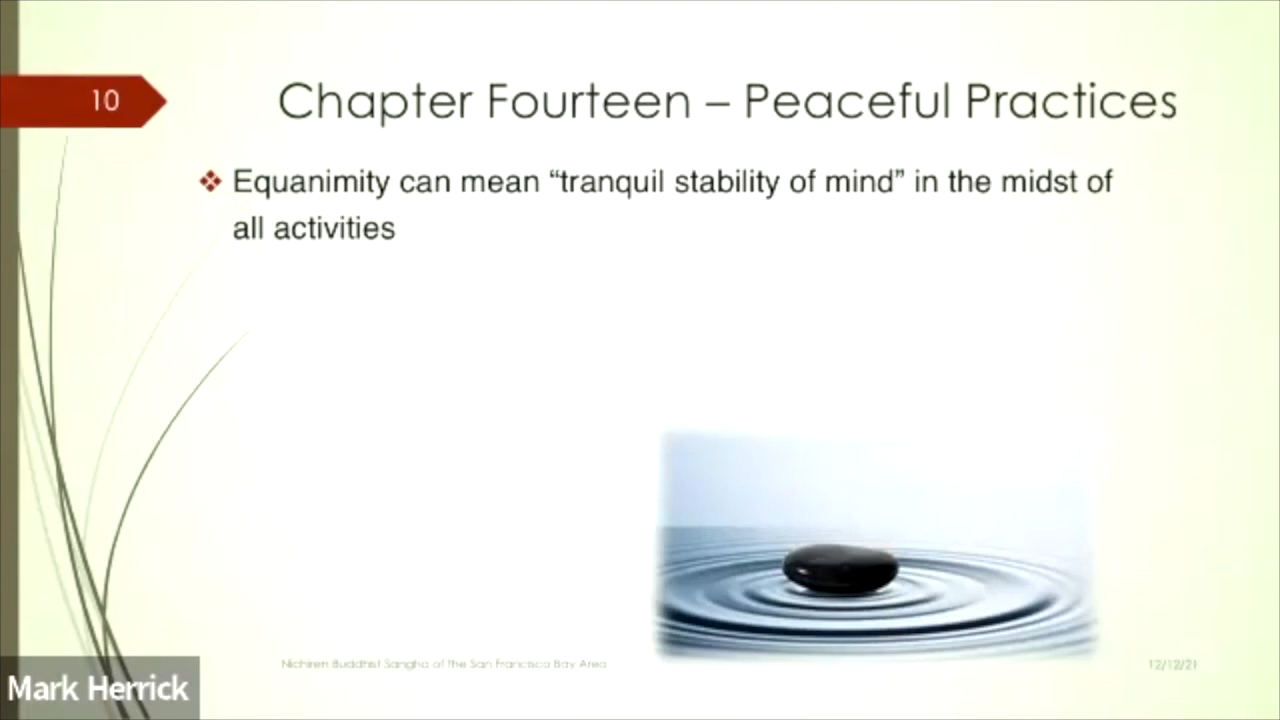 10
Chapter Fourteen – Peaceful Practices
❖ Equanimity can mean “tranquil stability of mind” in the midst of
all activities
Nichiren Buddhist Sangha of the San Francisco Bay Area
12/12/21
Mark Herrick